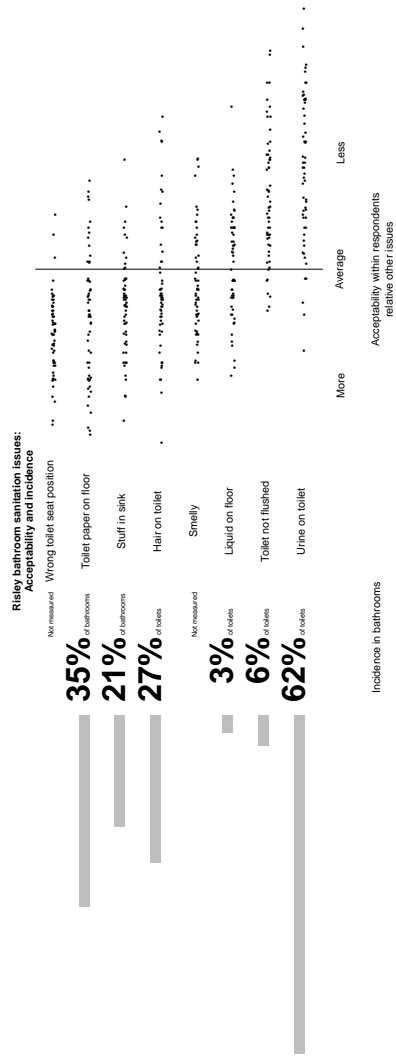 Risley bathroom sanitation issues:
Acceptability and incidence
Not measured Wrong toilet seat position
35% of bathrooms Toilet paper on floor
21% of bathrooms Stuff in sink
27% of toilets Hair on toilet
Not measured Smelly
3% of toilets Liquid on floor
6% of toilets Toilet not flushed
62% of toilets Urine on toilet
More Average Less
Incidence in bathrooms
Acceptability within respondents
relative other issues